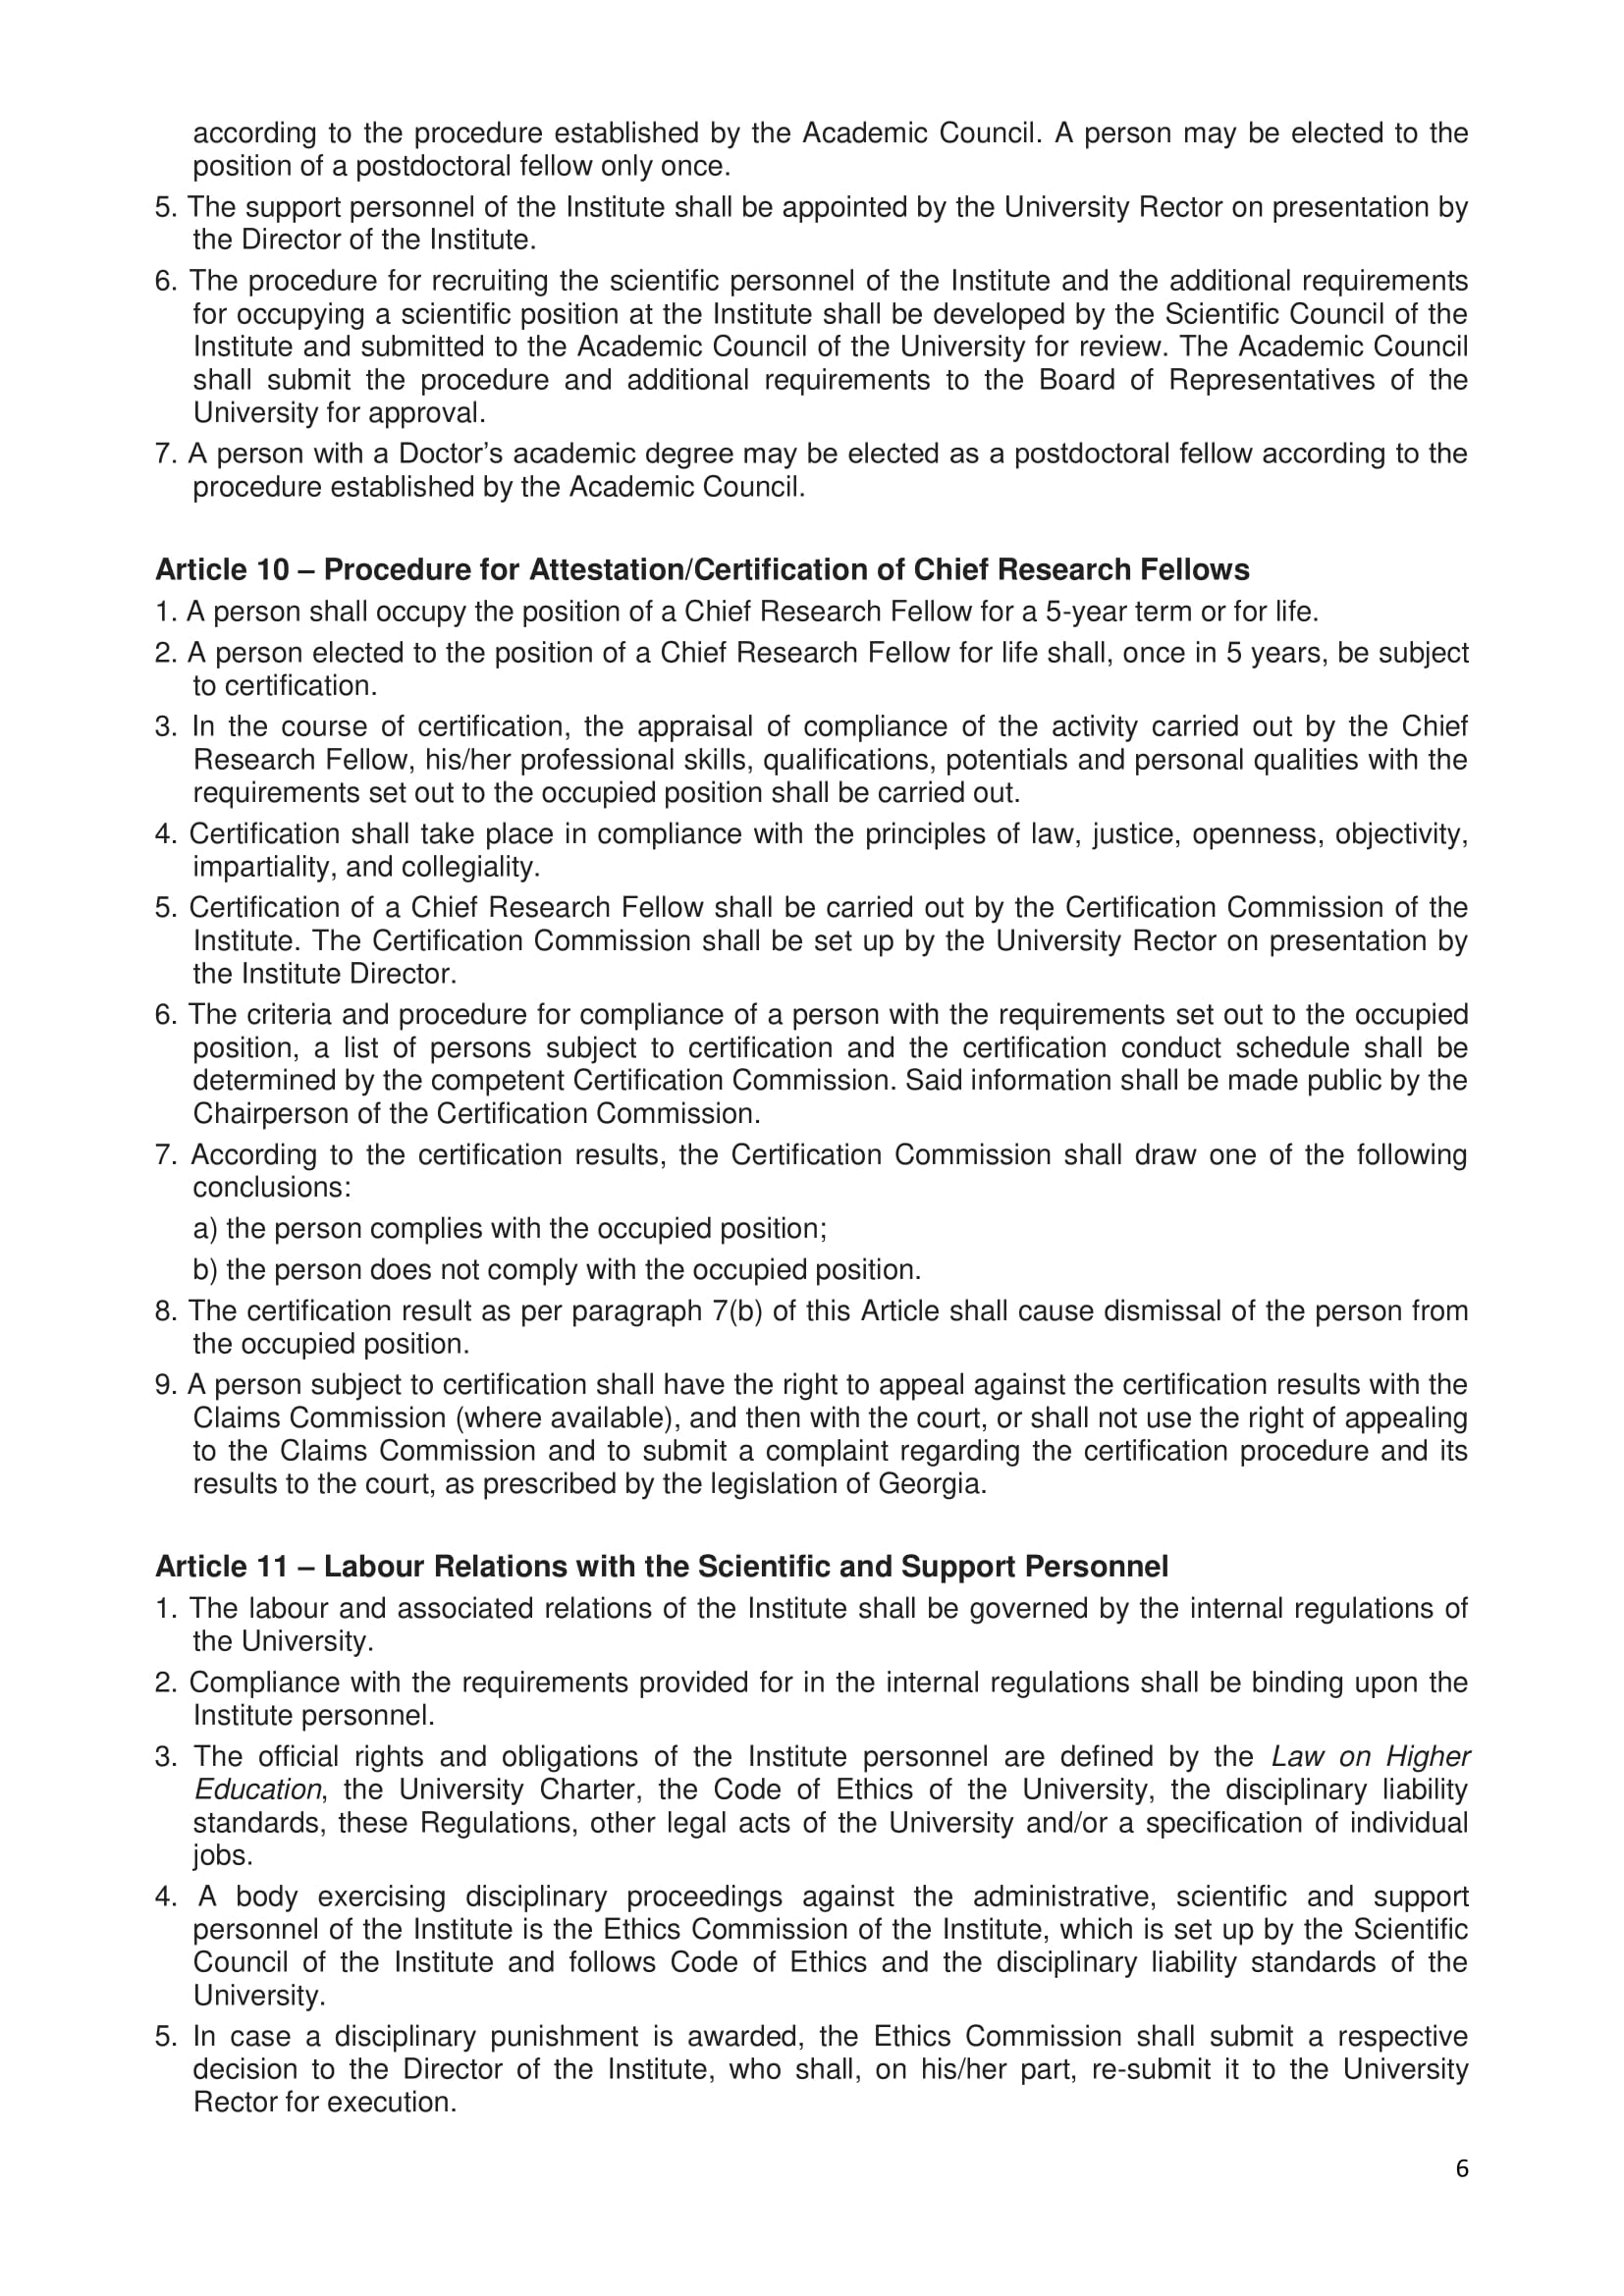 according to the procedure established by the Academic Council. A person may be elected to the
position of a postdoctoral fellow only once.
5. The support personnel of the Institute shall be appointed by the University Rector on presentation by
the Director of the Institute.
6. The procedure for recruiting the scientific personnel of the Institute and the additional requirements
for occupying a scientific position at the Institute shall be developed by the Scientific Council of the
Institute and submitted to the Academic Council of the University for review. The Academic Council
shall submit the procedure and additional requirements to the Board of Representatives of the
University for approval.
7. A person with a Doctor’s academic degree may be elected as a postdoctoral fellow according to the
procedure established by the Academic Council.
Article 10 – Procedure for Attestation/Certification of Chief Research Fellows
1. A person shall occupy the position of a Chief Research Fellow for a 5-year term or for life.
2. A person elected to the position of a Chief Research Fellow for life shall, once in 5 years, be subject
to certification.
3. In the course of certification, the appraisal of compliance of the activity carried out by the Chief
Research Fellow, his/her professional skills, qualifications, potentials and personal qualities with the
requirements set out to the occupied position shall be carried out.
4. Certification shall take place in compliance with the principles of law, justice, openness, objectivity,
impartiality, and collegiality.
5. Certification of a Chief Research Fellow shall be carried out by the Certification Commission of the
Institute. The Certification Commission shall be set up by the University Rector on presentation by
the Institute Director.
6. The criteria and procedure for compliance of a person with the requirements set out to the occupied
position, a list of persons subject to certification and the certification conduct schedule shall be
determined by the competent Certification Commission. Said information shall be made public by the
Chairperson of the Certification Commission.
7. According to the certification results, the Certification Commission shall draw one of the following
conclusions:
a) the person complies with the occupied position;
b) the person does not comply with the occupied position.
8. The certification result as per paragraph 7(b) of this Article shall cause dismissal of the person from
the occupied position.
9. A person subject to certification shall have the right to appeal against the certification results with the
Claims Commission (where available), and then with the court, or shall not use the right of appealing
to the Claims Commission and to submit a complaint regarding the certification procedure and its
results to the court, as prescribed by the legislation of Georgia.
Article 11 – Labour Relations with the Scientific and Support Personnel
1. The labour and associated relations of the Institute shall be governed by the internal regulations of
the University.
2. Compliance with the requirements provided for in the internal regulations shall be binding upon the
Institute personnel.
3. The official rights and obligations of the Institute personnel are defined by the Law on Higher
Education, the University Charter, the Code of Ethics of the University, the disciplinary liability
standards, these Regulations, other legal acts of the University and/or a specification of individual
jobs.
4. A body exercising disciplinary proceedings against the administrative, scientific and support
personnel of the Institute is the Ethics Commission of the Institute, which is set up by the Scientific
Council of the Institute and follows Code of Ethics and the disciplinary liability standards of the
University.
5. In case a disciplinary punishment is awarded, the Ethics Commission shall submit a respective
decision to the Director of the Institute, who shall, on his/her part, re-submit it to the University
Rector for execution.
6